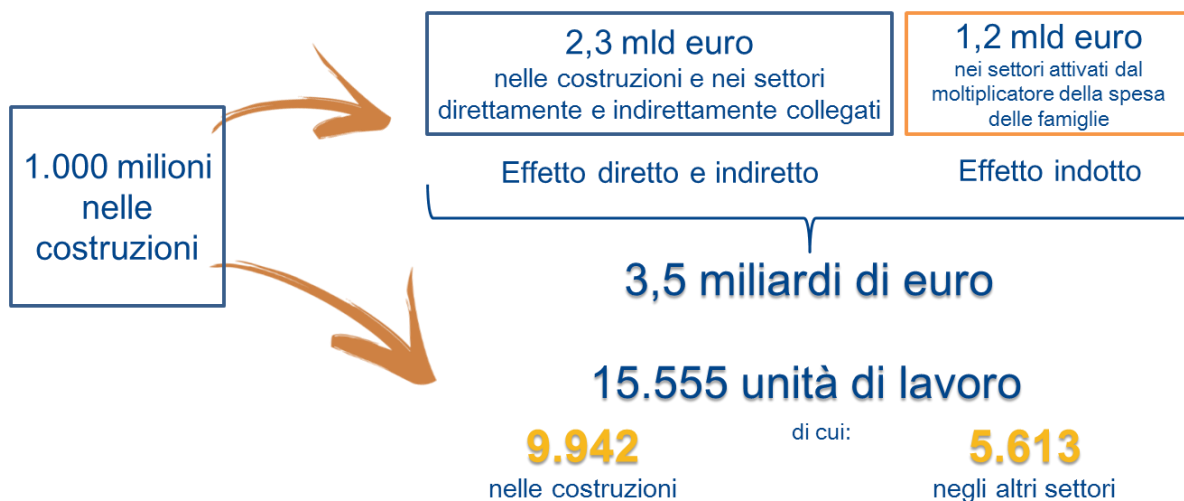 1.000 milioni
nelle
costruzioni
2,3 mld euro
nelle costruzioni e nei settori
direttamente e indirettamente collegati
1,2 mld euro
nei settori attivati dal
moltiplicatore della spesa
delle famiglie
Effetto diretto e indiretto
Effetto indotto
3,5 miliardi di euro
15.555 unità di lavoro
di cui:
9.942
nelle costruzioni
5.613
negli altri settori